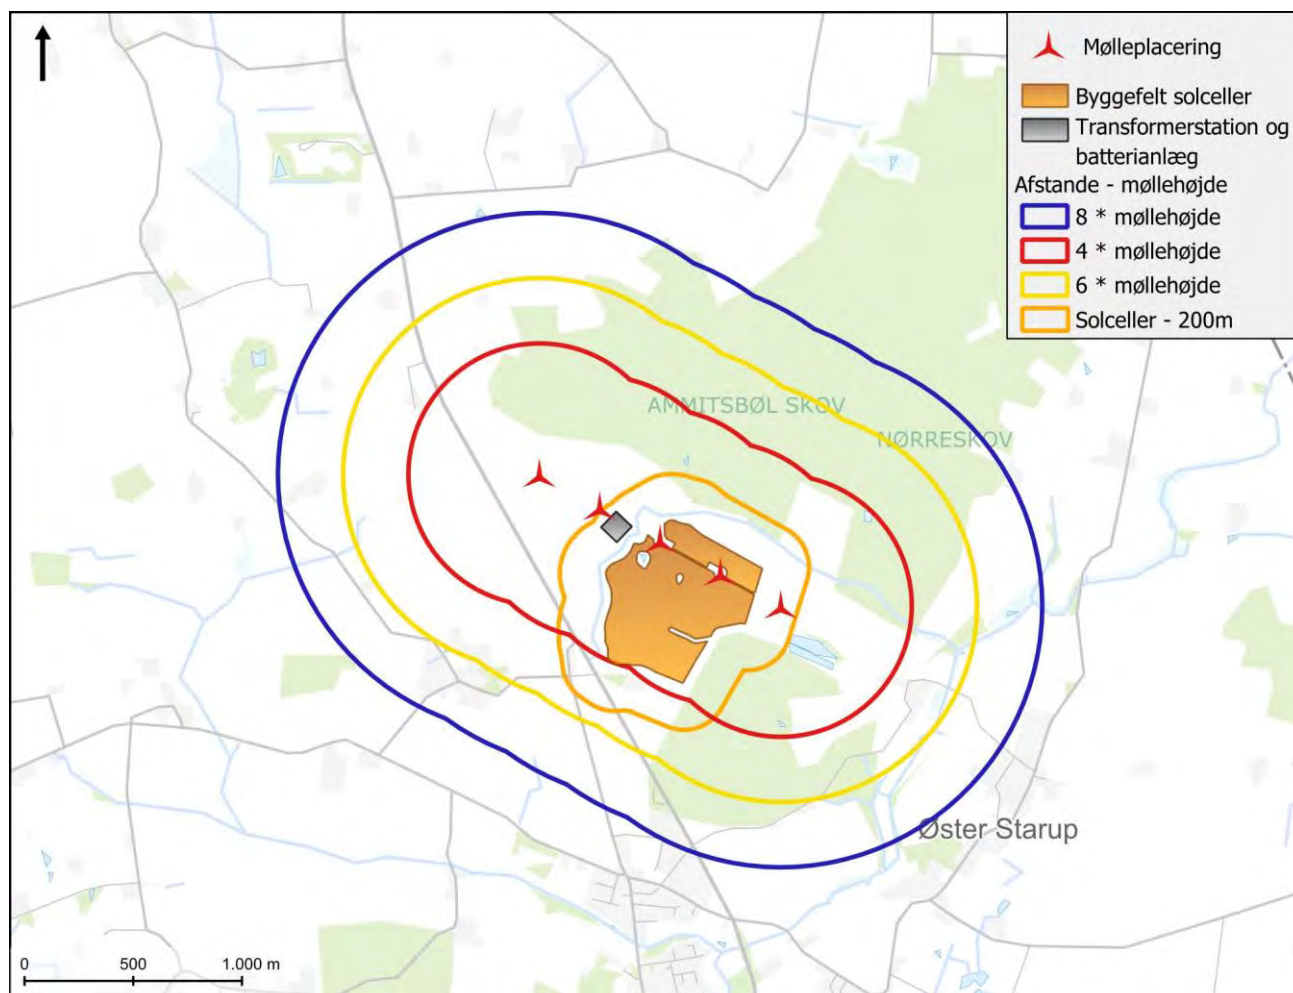 Mølleplacering
Byggefelt solceller
Transformerstation og
batterianlæg
Afstande - møllehøjde
8 * møllehøjde
4 * møllehøjde
6 * møllehøjde
Solceller - 200m
AMMITSBØL SKOV
NØRRESKOV
Øster Starup
0 500 1.000 m